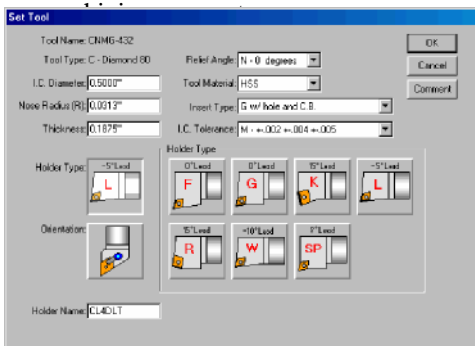 Set Tool
Tool Name: CNMG-432
Tool Type: C - Diamond 80
Relief Angle: N - 0 degrees
OK
I.C. Diameter: 0.5000"
Tool Material: HSS
Cancel
Nose Radius (R): 0.0313"
Insert Type: G w/ hole and C.B.
Comment
Thickness: 0.1875"
I.C. Tolerance: M - +-.002 +-.004 +-.005
Holder Type
Holder Type: -5°Lead
L
0°Lead
F
0°Lead
G
15°Lead
K
-5°Lead
L
Orientation:
15°Lead
R
-10°Lead
W
SP
Holder Name: CL4DLT